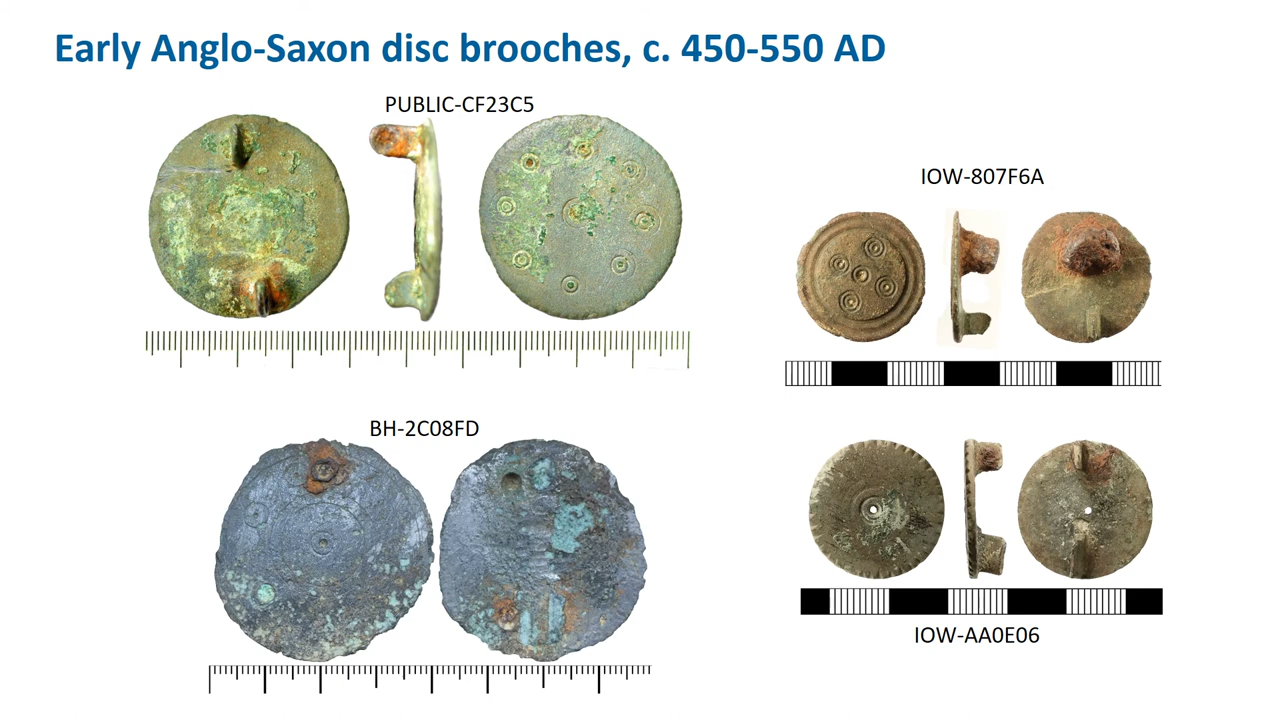 Early Anglo-Saxon disc brooches, c. 450-550 AD
PUBLIC-CF23C5
IOW-807F6A
BH-2C08FD
IOW-AA0E06